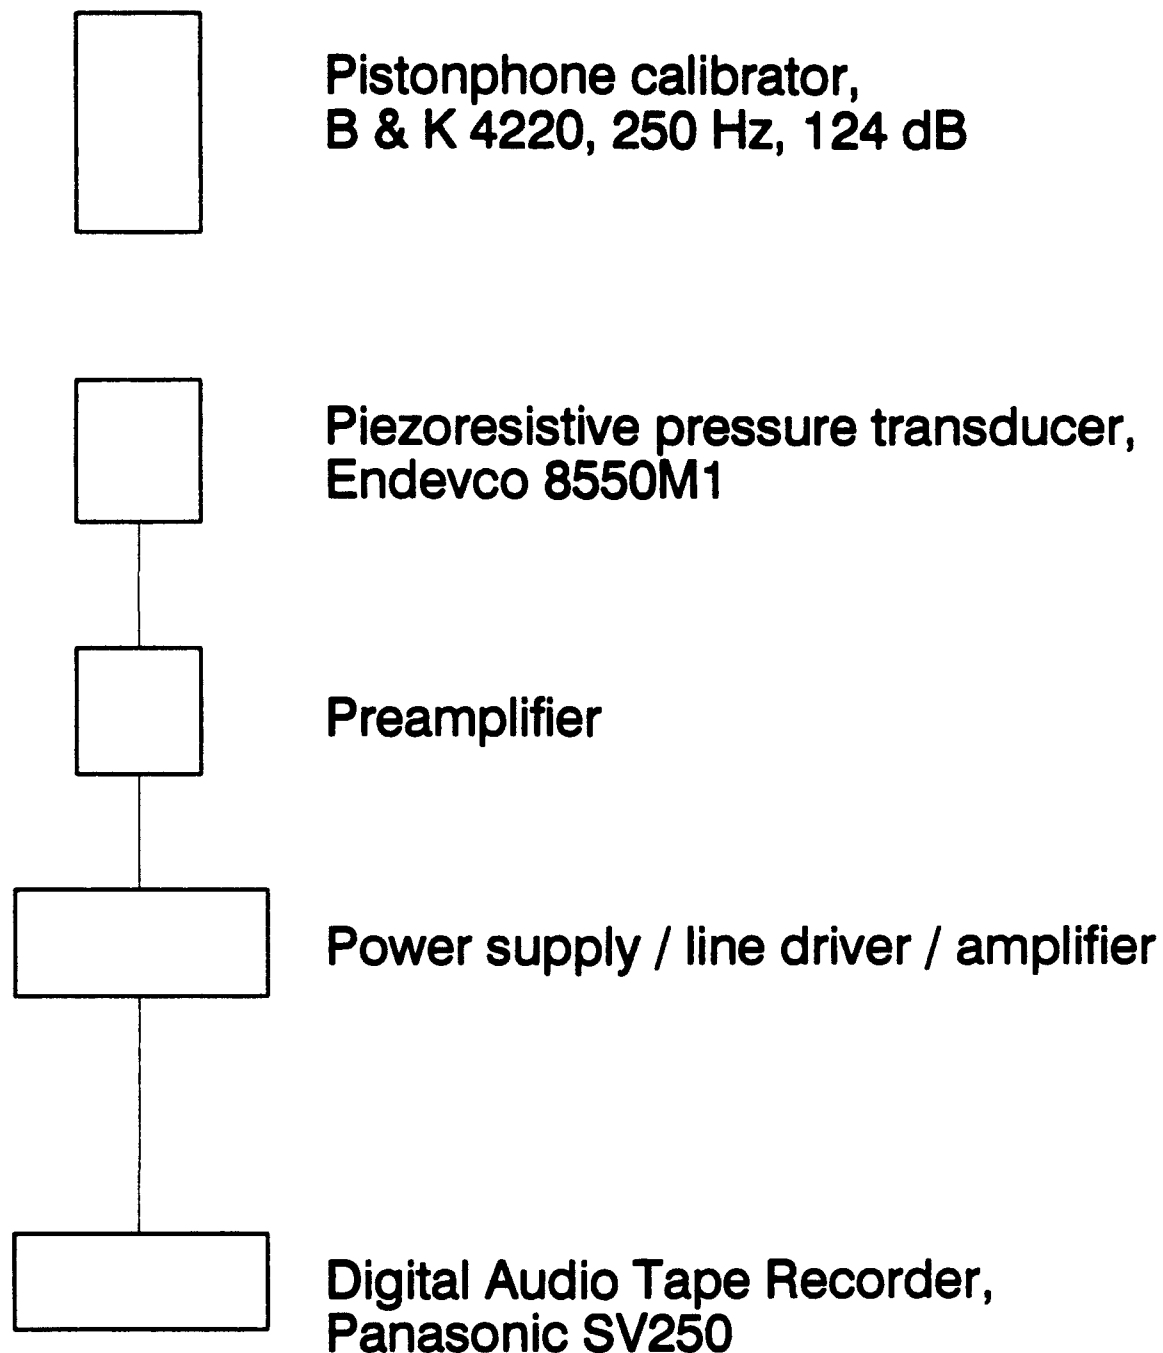 Pistonphone calibrator,
B & K 4220, 250 Hz, 124 dB
Piezoresistive pressure transducer,
Endevco 8550M1
Preamplifier
Power supply / line driver / amplifier
Digital Audio Tape Recorder,
Panasonic SV250